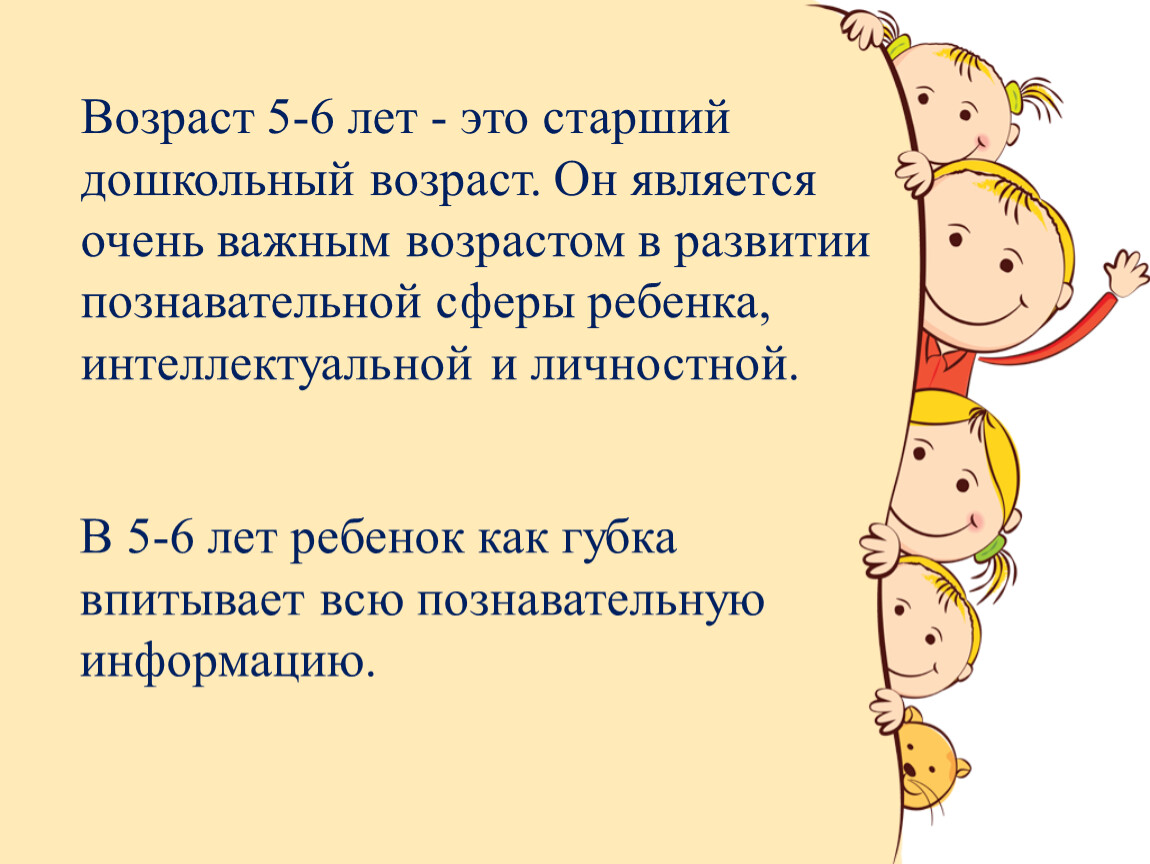 Возраст 5-6 лет - это старший
дошкольный возраст. Он является
очень важным возрастом в развитии
познавательной сферы ребенка,
интеллектуальной и личностной.
В 5-6 лет ребенок как губка
впитывает всю познавательную
информацию.